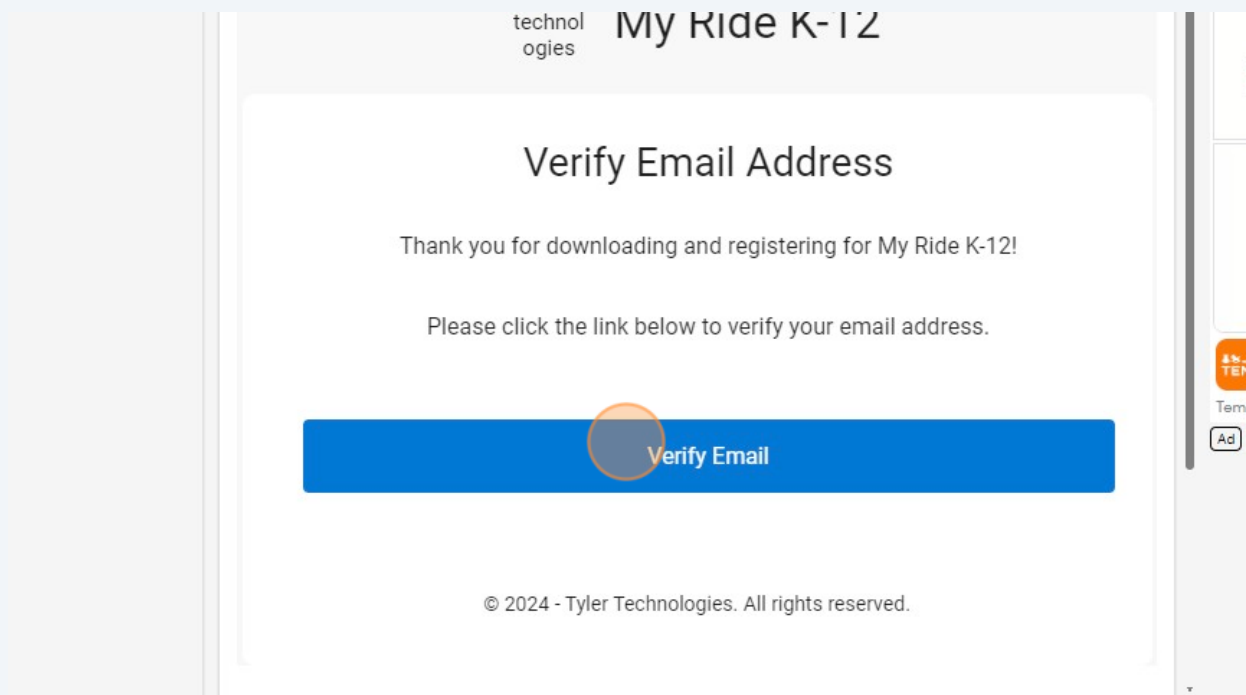 technol
ogies
My Ride K-12
Verify Email Address
Thank you for downloading and registering for My Ride K-12!
Please click the link below to verify your email address.
Verify Email
© 2024 - Tyler Technologies. All rights reserved.
Ad